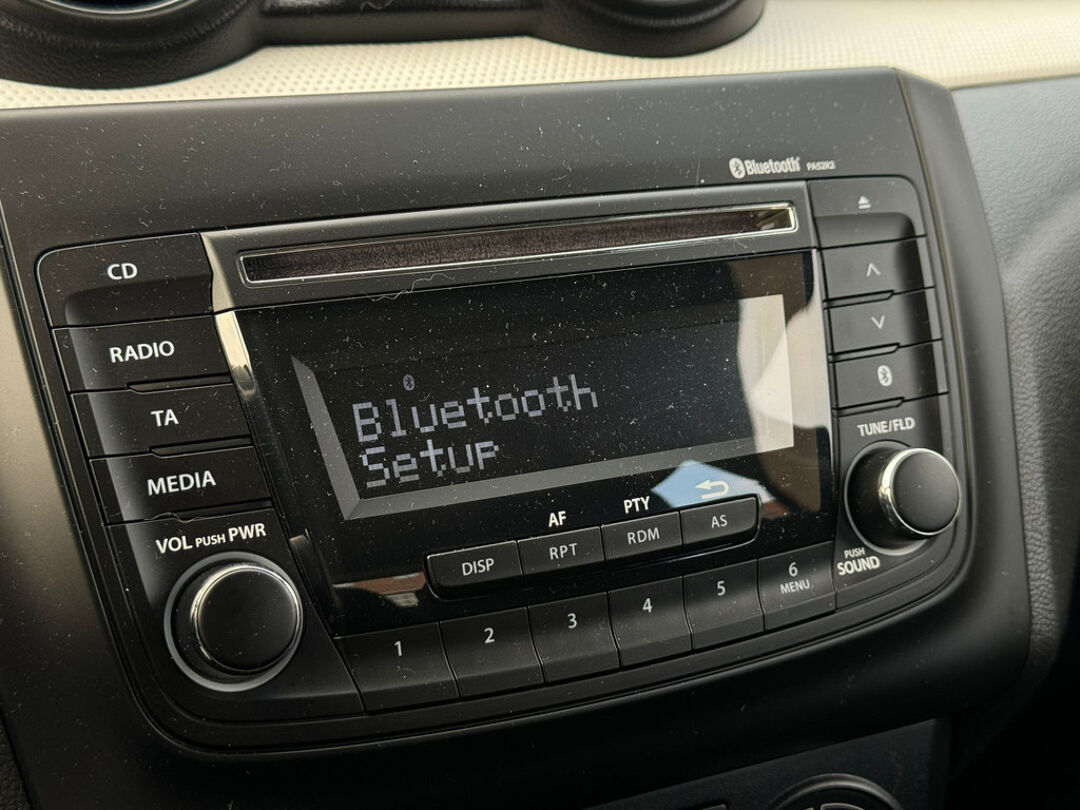 Bluetooth PA52R2
CD
RADIO
TA
MEDIA
VOL PUSH PWR
Bluetooth
Setup
AF
PTY
DISP
RPT
RDM
AS
TUNE/FLD
PUSH
SOUND
1
2
3
4
5
6
MENU